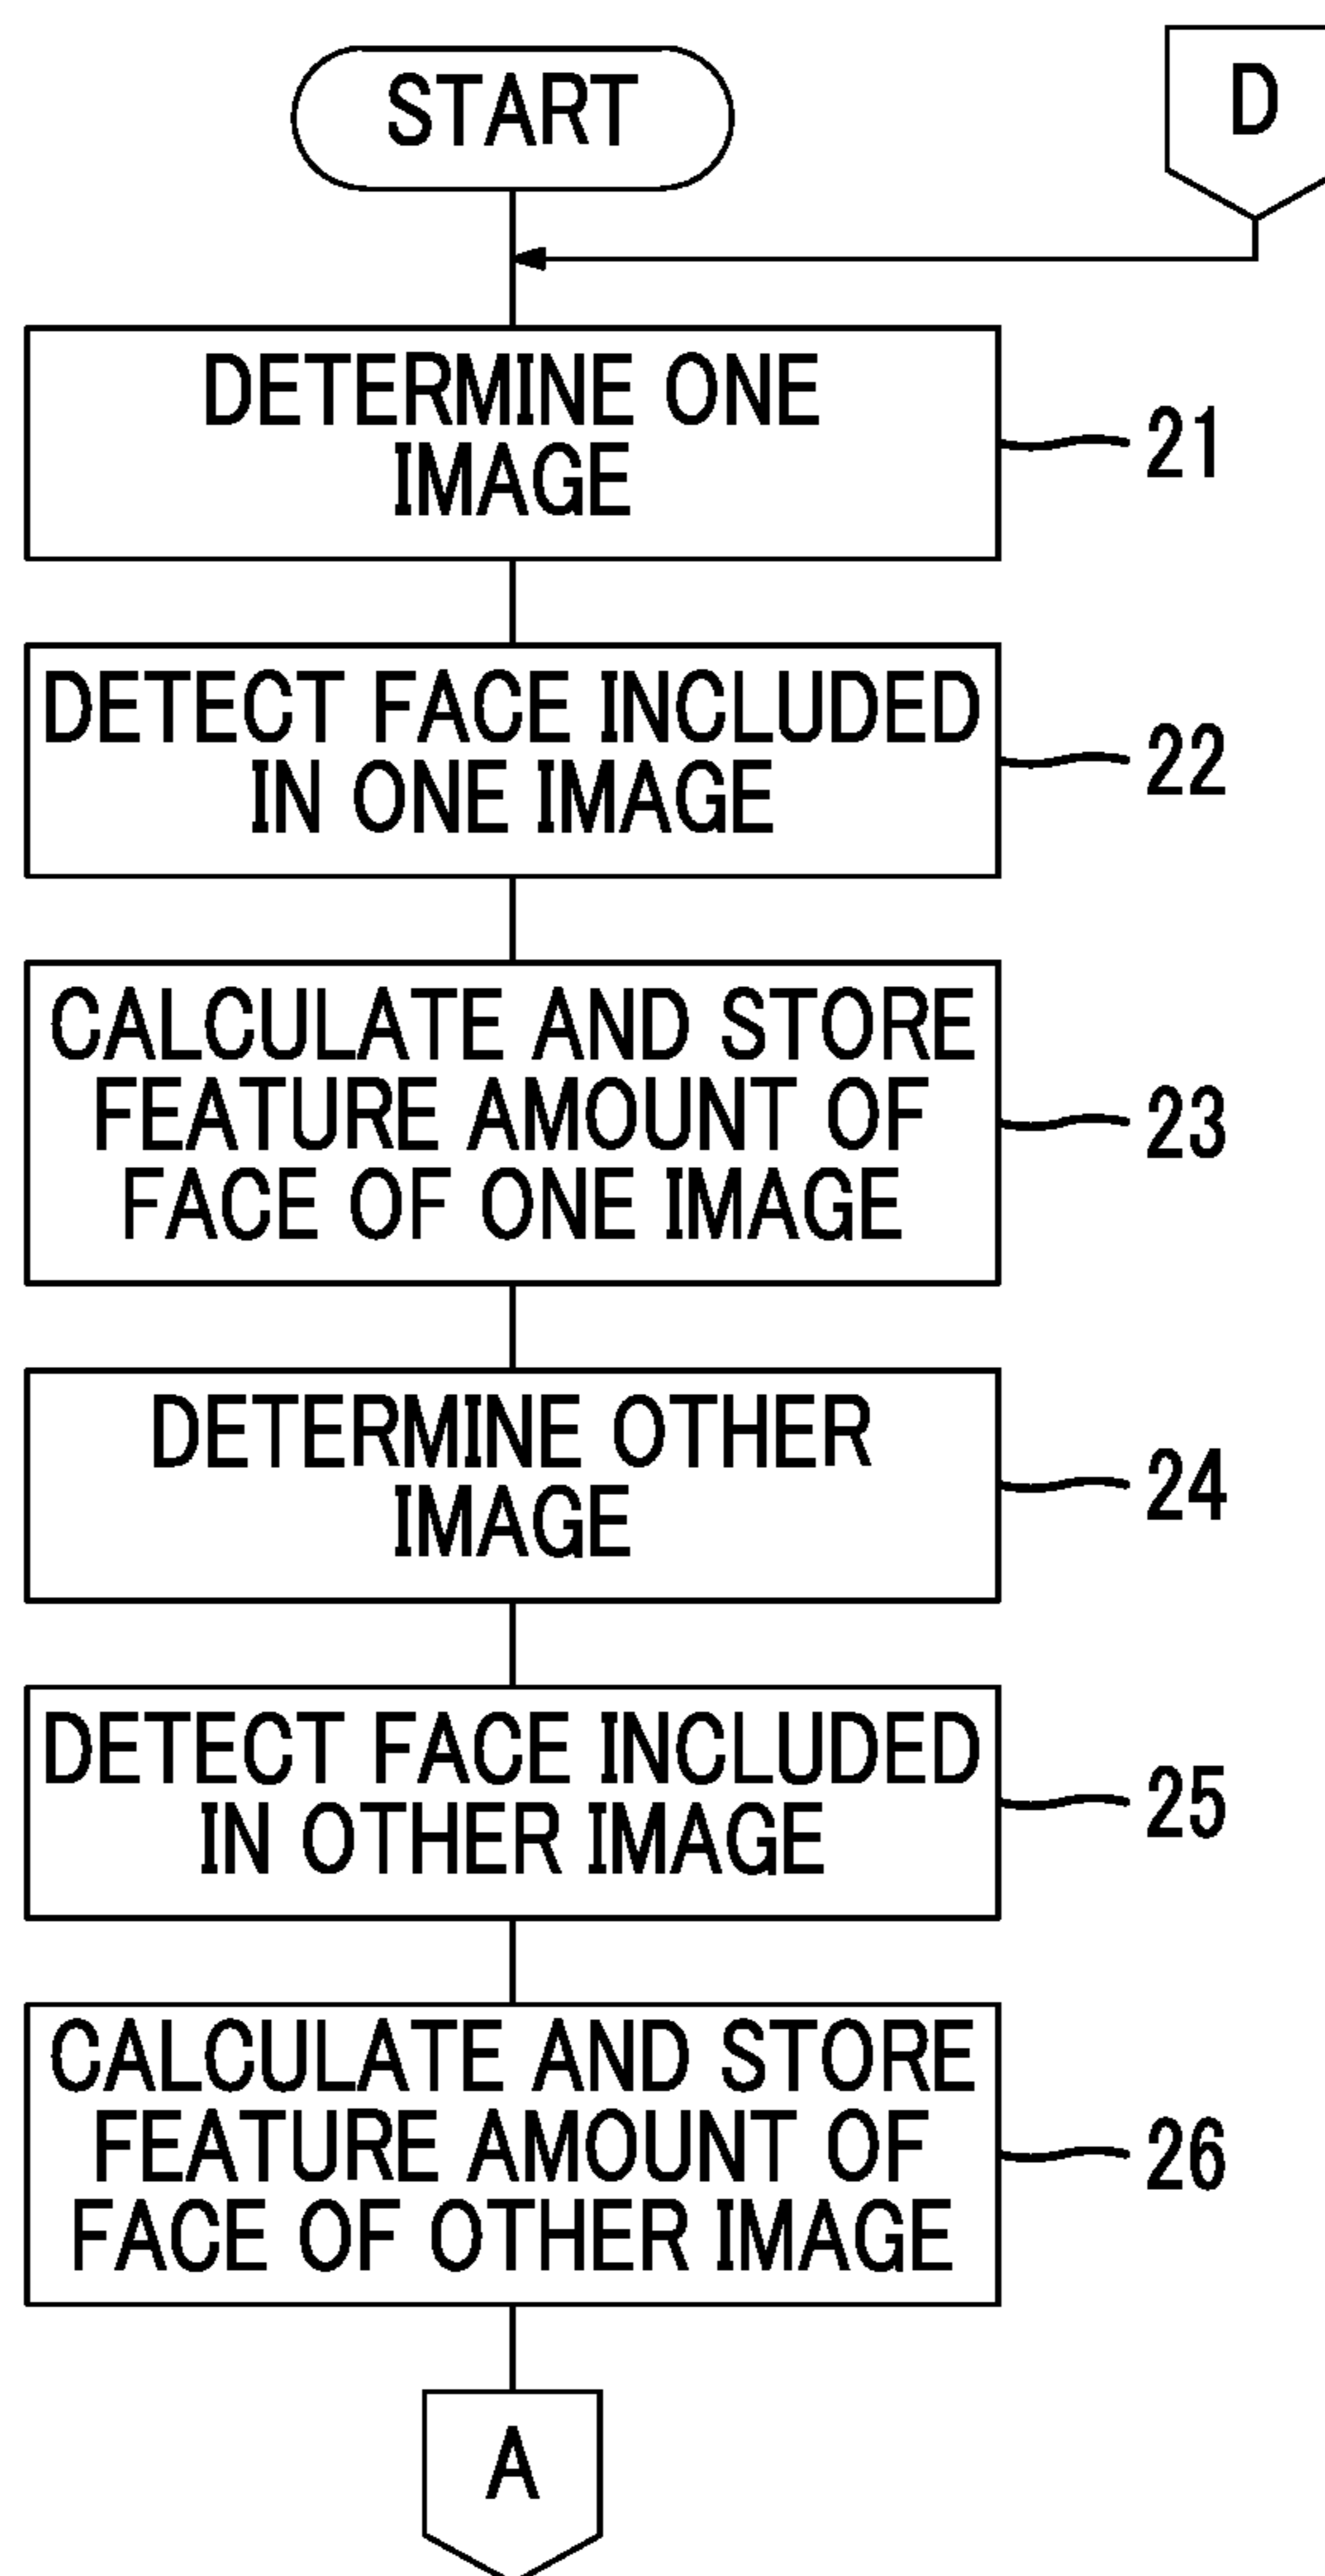 START
D
DETERMINE ONE
IMAGE
21
DETECT FACE INCLUDED
IN ONE IMAGE
22
CALCULATE AND STORE
FEATURE AMOUNT OF
FACE OF ONE IMAGE
23
DETERMINE OTHER
IMAGE
24
DETECT FACE INCLUDED
IN OTHER IMAGE
25
CALCULATE AND STORE
FEATURE AMOUNT OF
FACE OF OTHER IMAGE
26
A